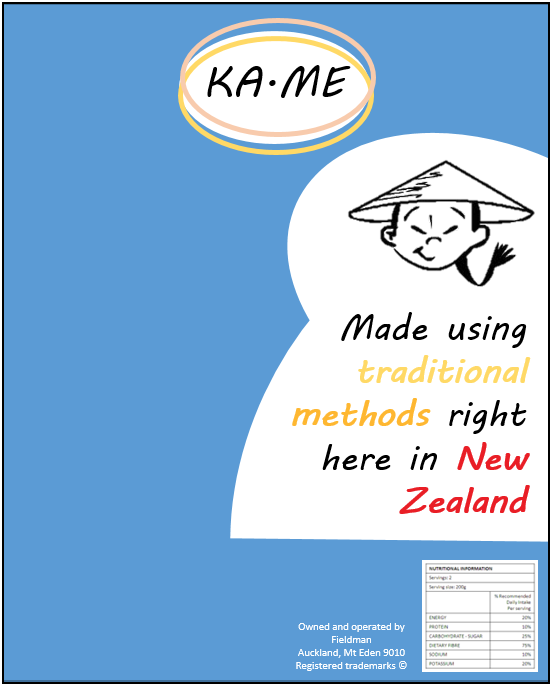 KA·ME
Made using
traditional
methods right
here in New
Zealand
NUTRITIONAL INFORMATION
Servings: 2
Serving size: 200g
% Recommended
Daily Intake
Per serving
ENERGY 20%
PROTEIN 10%
CARBOHYDRATE - SUGAR 25%
DIETARY FIBRE 75%
SODIUM 10%
POTASSIUM 20%
Owned and operated by
Fieldman
Auckland, Mt Eden 9010
Registered trademarks ©